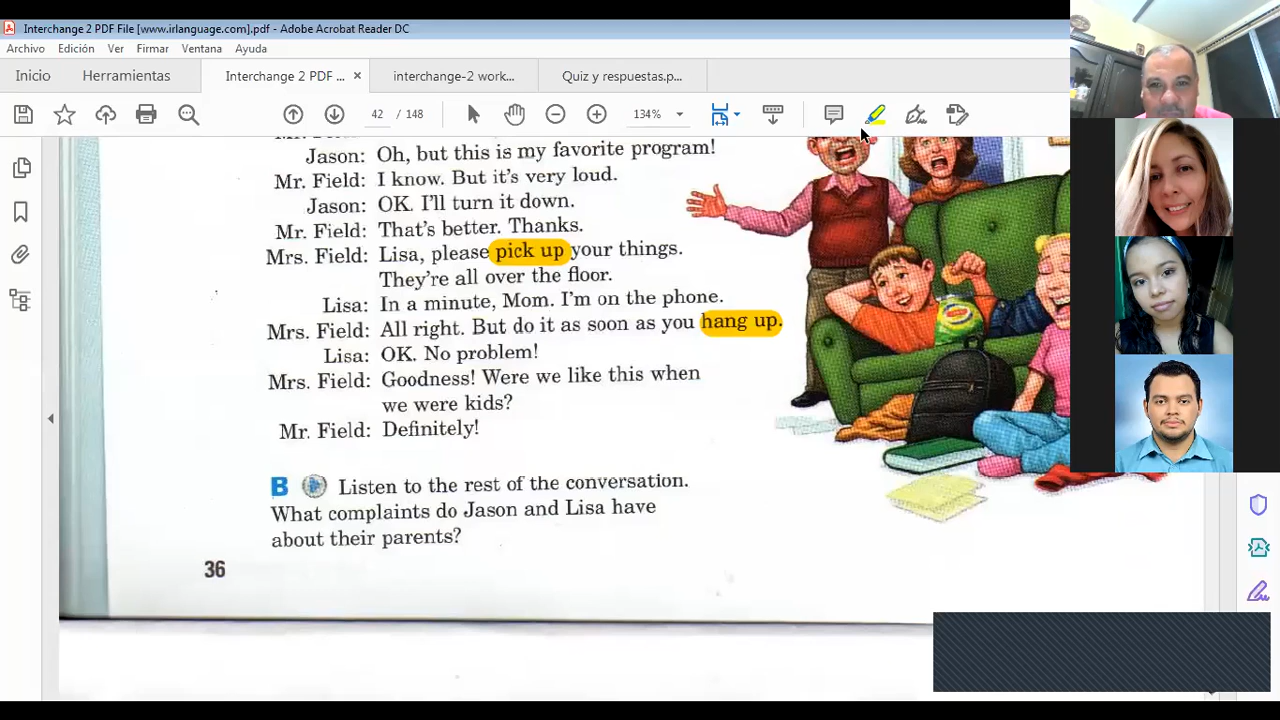 Interchange 2 PDF File [www.irlanguage.com].pdf - Adobe Acrobat Reader DC
Archivo Edición Ver Firmar Ventana Ayuda
Inicio Herramientas Interchange 2 PDF ... × interchange-2 work... Quiz y respuestas.p...
42 / 148 134%
Jason: Oh, but this is my favorite program!
Mr. Field: I know. But it's very loud.
Jason: OK. I'll turn it down.
Mr. Field: That's better. Thanks.
Mrs. Field: Lisa, please pick up your things.
They're all over the floor.
Lisa: In a minute, Mom. I'm on the phone.
Mrs. Field: All right. But do it as soon as you hang up.
Lisa: OK. No problem!
Mrs. Field: Goodness! Were we like this when
we were kids?
Mr. Field: Definitely!
B Listen to the rest of the conversation.
What complaints do Jason and Lisa have
about their parents?
36